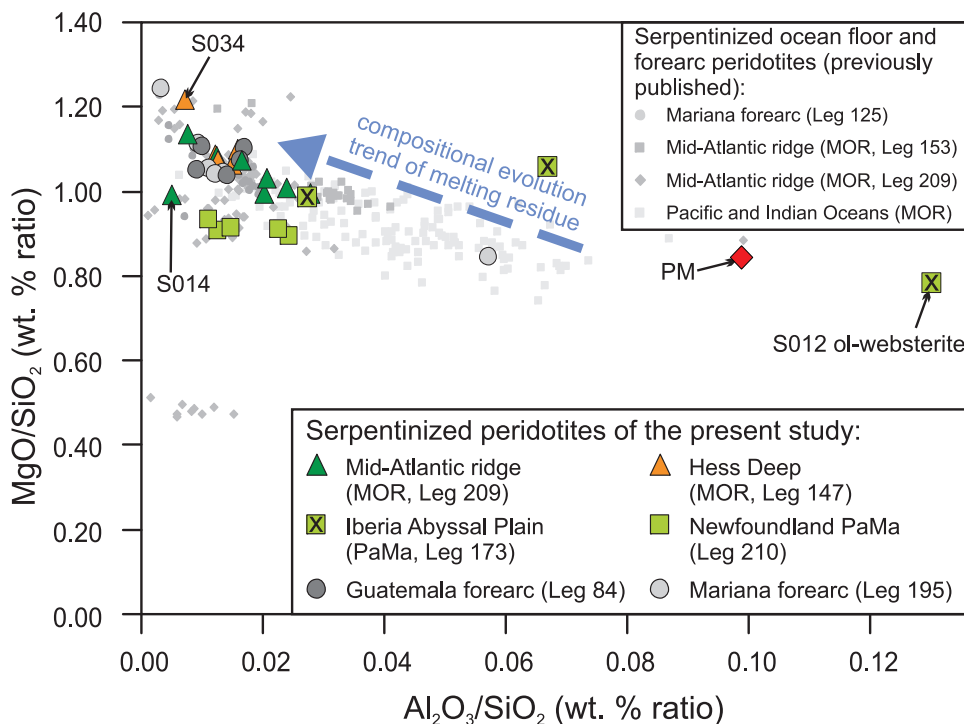 1.40
1.20
1.00
0.80
0.60
0.40
0.20
0.00
MgO/SiO₂ (wt. % ratio)
S034
S014
compositional evolution
trend of melting residue
Serpentinized ocean floor and
forearc peridotites (previously
published):
Mariana forearc (Leg 125)
Mid-Atlantic ridge (MOR, Leg 153)
Mid-Atlantic ridge (MOR, Leg 209)
Pacific and Indian Oceans (MOR)
PM
S012 ol-websterite
Serpentinized peridotites of the present study:
Mid-Atlantic ridge
(MOR, Leg 209)
Hess Deep
(MOR, Leg 147)
X Iberia Abyssal Plain
(PaMa, Leg 173)
Newfoundland PaMa
(Leg 210)
Guatemala forearc (Leg 84)
Mariana forearc (Leg 195)
0.00 0.02 0.04 0.06 0.08 0.10 0.12
Al₂O₃/SiO₂ (wt. % ratio)